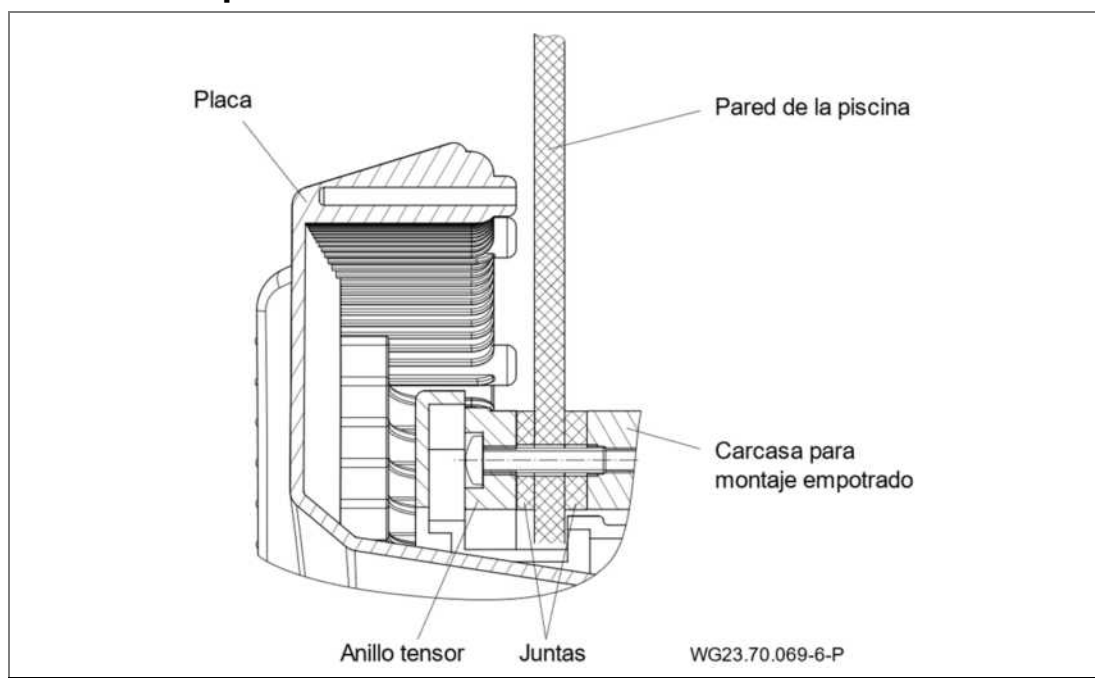 Placa
Pared de la piscina
Carcasa para
montaje empotrado
Anillo tensor
Juntas
WG23.70.069-6-P